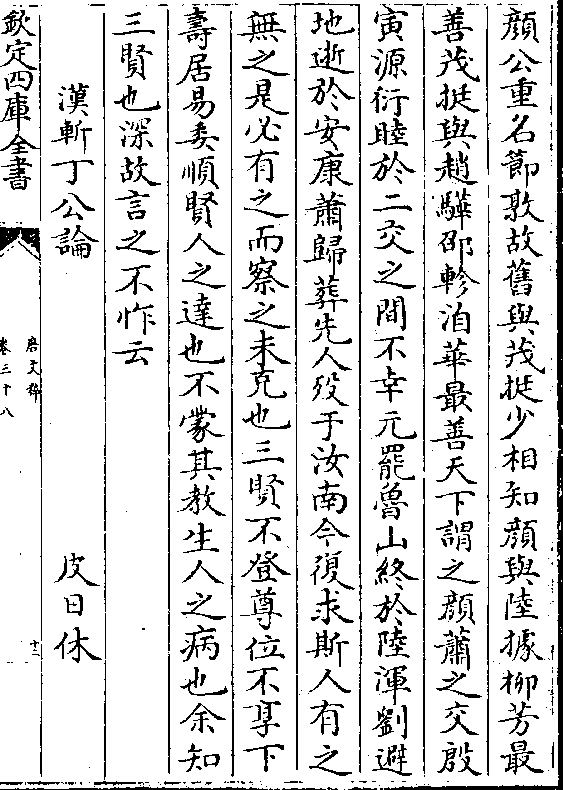 顔公重名節敦故舊與茂挺少相知顔與陸據柳芳最
善茂挺與趙驊邵軫洎華最善天下謂之顔蕭之交殷
寅源衍睦於二交之間不幸元罷魯山終於陸渾劉避
地逝於安康蕭歸葬先人歿于汝南今復求斯人有之
無之是必有之而察之未克也三賢不登尊位不享下
壽居易委順賢人之達也不蒙其教生人之病也余知
三賢也深故言之不怍云
漢斬丁公論 皮日休
欽定四庫全書
唐文粹
卷三十八
十二